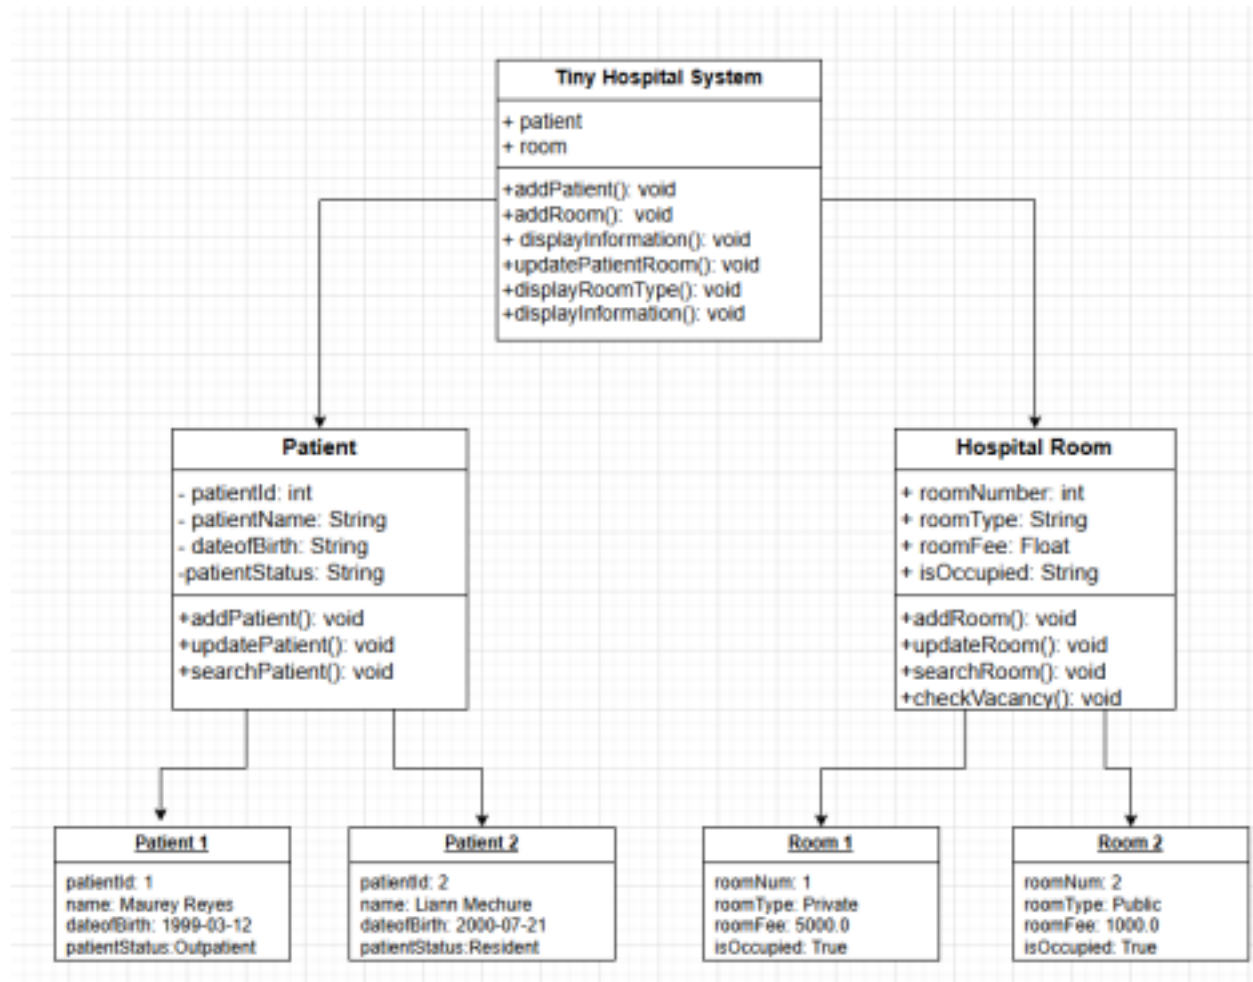 Tiny Hospital System
+ patient
+ room
+addPatient(): void
+addRoom():  void
+ displayInformation(): void
+updatePatientRoom(): void
+displayRoomType(): void
+displayInformation(): void
Patient
- patientId: int
- patientName: String
- dateofBirth: String
-patientStatus: String
+addPatient(): void
+updatePatient(): void
+searchPatient(): void
Hospital Room
+ roomNumber: int
+ roomType: String
+ roomFee: Float
+ isOccupied: String
+addRoom(): void
+updateRoom(): void
+searchRoom(): void
+checkVacancy(): void
Patient 1
patientId: 1
name: Maurey Reyes
dateofBirth: 1999-03-12
patientStatus:Outpatient
Patient 2
patientId: 2
name: Liann Mechure
dateofBirth: 2000-07-21
patientStatus:Resident
Room 1
roomNum: 1
roomType: Private
roomFee: 5000.0
isOccupied: True
Room 2
roomNum: 2
roomType: Public
roomFee: 1000.0
isOccupied: True